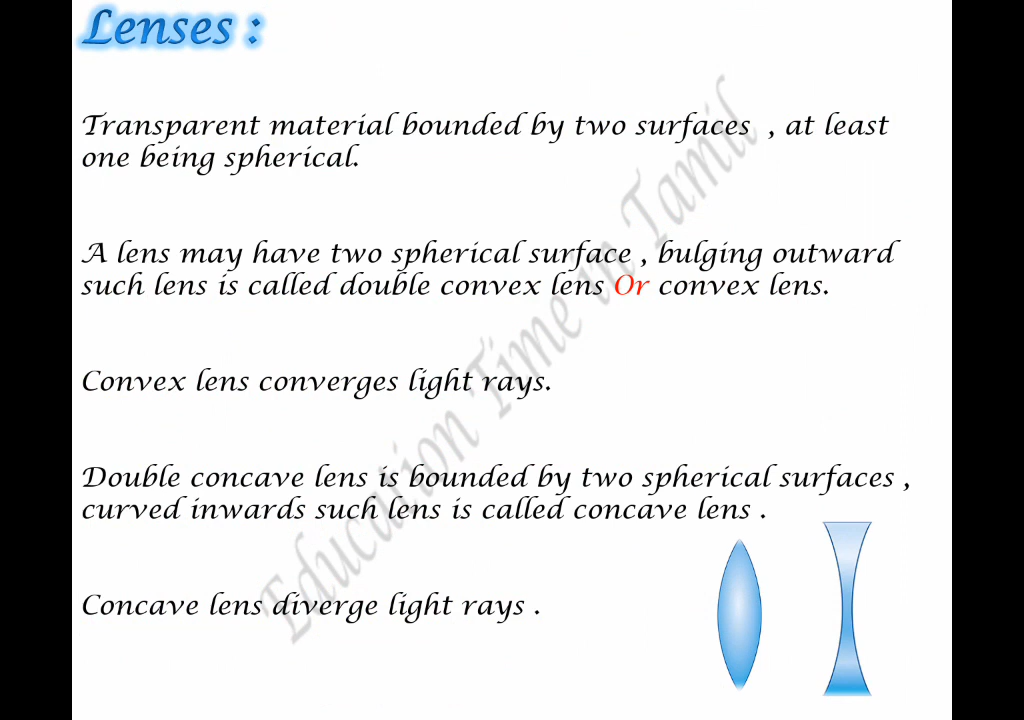 Lenses :
Transparent material bounded by two surfaces , at least
one being spherical.
A lens may have two spherical surface , bulging outward
such lens is called double convex lens Or convex lens.
Convex lens converges light rays.
Double concave lens is bounded by two spherical surfaces ,
curved inwards such lens is called concave lens .
Concave lens diverge light rays .
Education Time in Tamil